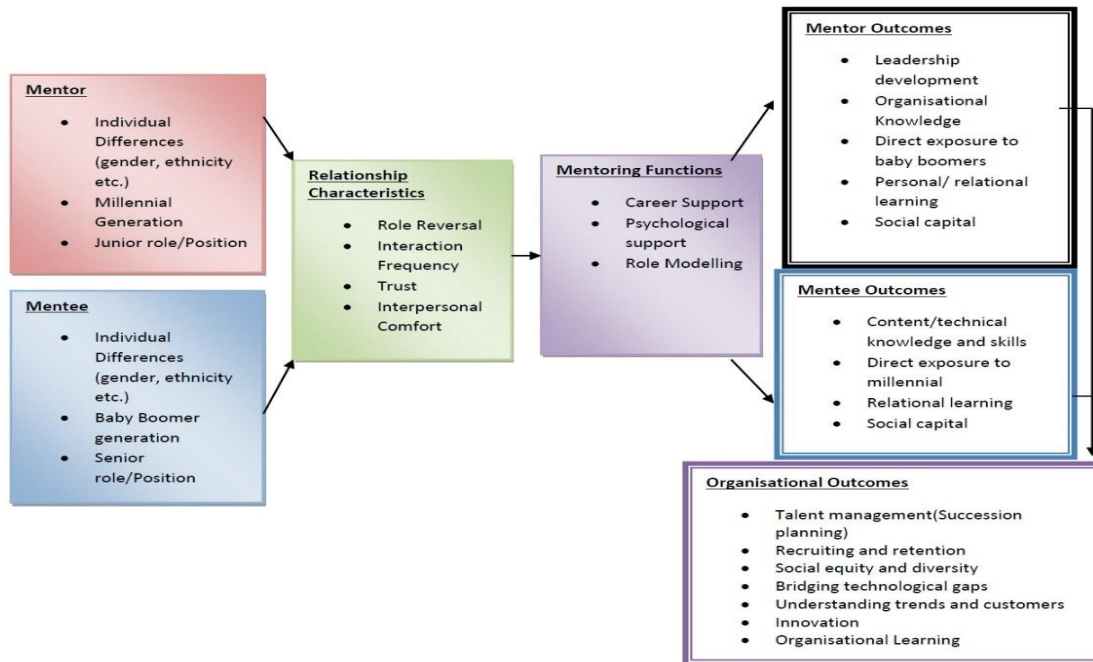 Mentor
• Individual
Differences
(gender, ethnicity
etc.)
• Millennial
Generation
• Junior role/Position
Mentee
• Individual
Differences
(gender, ethnicity
etc.)
• Baby Boomer
generation
• Senior
role/Position
Relationship
Characteristics
• Role Reversal
• Interaction
Frequency
• Trust
• Interpersonal
Comfort
Mentoring Functions
• Career Support
• Psychological
support
• Role Modelling
Mentor Outcomes
• Leadership
development
• Organisational
Knowledge
• Direct exposure to
baby boomers
• Personal/ relational
learning
• Social capital
Mentee Outcomes
• Content/technical
knowledge and skills
• Direct exposure to
millennial
• Relational learning
• Social capital
Organisational Outcomes
• Talent management(Succession
planning)
• Recruiting and retention
• Social equity and diversity
• Bridging technological gaps
• Understanding trends and customers
• Innovation
• Organisational Learning